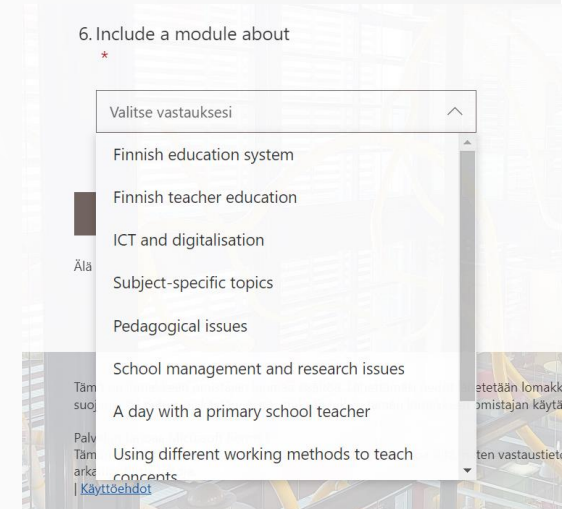 6. Include a module about
*
Valitse vastauksesi
Finnish education system
Finnish teacher education
ICT and digitalisation
Älä
Subject-specific topics
Pedagogical issues
School management and research issues
Täm
etetään lomakk
suoj
omistajan käytä
A day with a primary school teacher
Palv
Täm
ten vastaustieto
Using different working methods to teach
concepts
arka
| Käyttöehdot